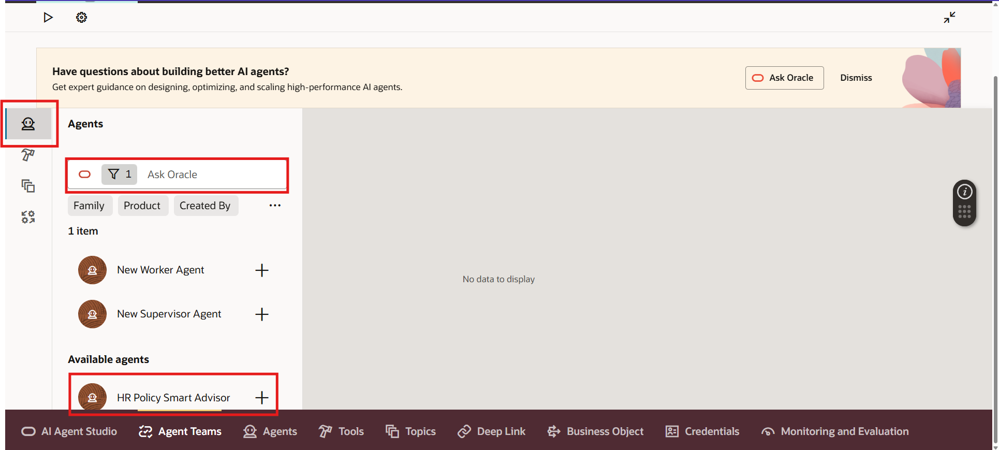 Have questions about building better AI agents?
Get expert guidance on designing, optimizing, and scaling high-performance AI agents.
Ask Oracle
Dismiss
Agents
1 Ask Oracle
Family Product Created By ...
1 item
New Worker Agent
New Supervisor Agent
No data to display
Available agents
HR Policy Smart Advisor
AI Agent Studio Agent Teams Agents Tools Topics Deep Link Business Object Credentials Monitoring and Evaluation